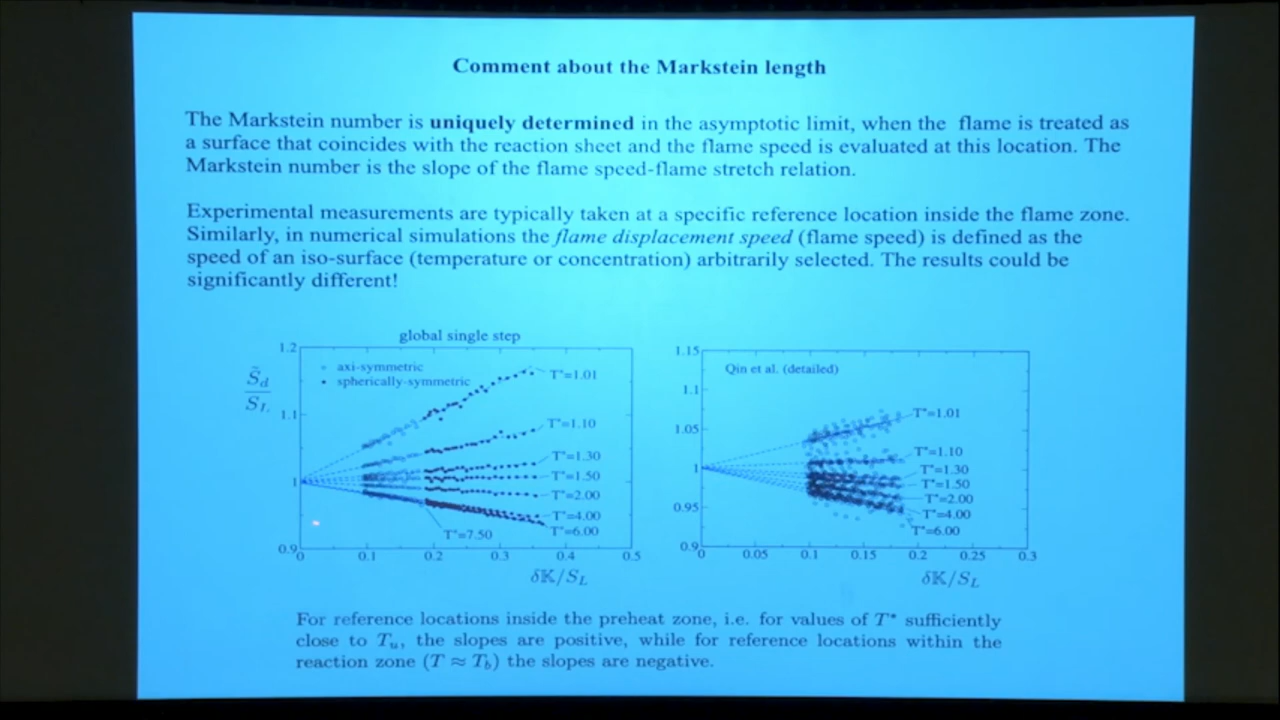 Comment about the Markstein length
The Markstein number is uniquely determined in the asymptotic limit, when the flame is treated as
a surface that coincides with the reaction sheet and the flame speed is evaluated at this location. The
Markstein number is the slope of the flame speed-flame stretch relation.
Experimental measurements are typically taken at a specific reference location inside the flame zone.
Similarly, in numerical simulations the flame displacement speed (flame speed) is defined as the
speed of an iso-surface (temperature or concentration) arbitrarily selected. The results could be
significantly different!
global single step
S̃d
SL
1.2
1.1
1
0.9
axi-symmetric
spherically-symmetric
T*=1.01
T*=1.10
T*=1.30
T*=1.50
T*=2.00
T*=4.00
T*=6.00
T*=7.50
0 0.1 0.2 0.3 0.4 0.5
δ𝕂/SL
Qin et al. (detailed)
1.15
1.1
1.05
1
0.95
0.9
T*=1.01
T*=1.10
T*=1.30
T*=1.50
T*=2.00
T*=4.00
T*=6.00
0 0.05 0.1 0.15 0.2 0.25 0.3
δ𝕂/SL
For reference locations inside the preheat zone, i.e. for values of T* sufficiently
close to Tu, the slopes are positive, while for reference locations within the
reaction zone (T ≈ Tb) the slopes are negative.